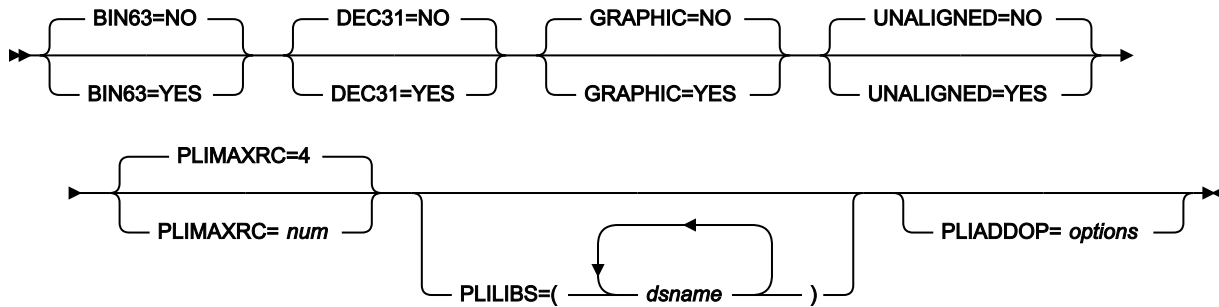 BIN63=NO DEC31=NO GRAPHIC=NO UNALIGNED=NO
BIN63=YES DEC31=YES GRAPHIC=YES UNALIGNED=YES
PLIMAXRC=4
PLIMAXRC= num PLIADDOP= options
PLILIBS=( dsname )